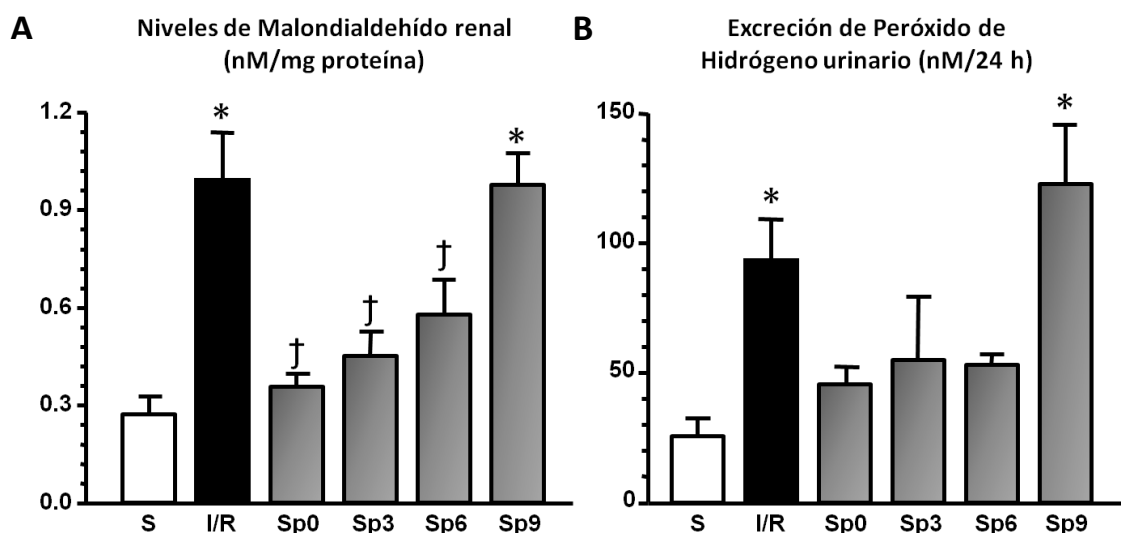 A
Niveles de Malondialdehído renal
(nM/mg proteína)
1.2
0.9
0.6
0.3
0.0
*
†
†
†
*
S I/R Sp0 Sp3 Sp6 Sp9
B
Excreción de Peróxido de
Hidrógeno urinario (nM/24 h)
150
100
50
0
*
*
S I/R Sp0 Sp3 Sp6 Sp9